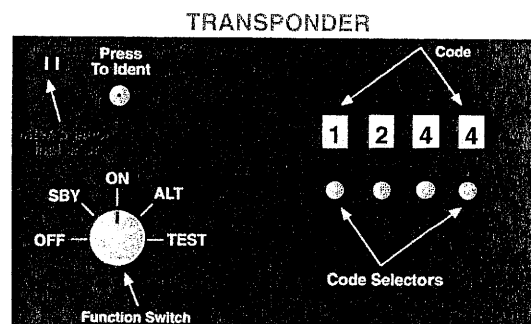 TRANSPONDER
Press
To Ident
Code
1 2 4 4
ON
SBY
ALT
OFF
TEST
Code Selectors
Function Switch